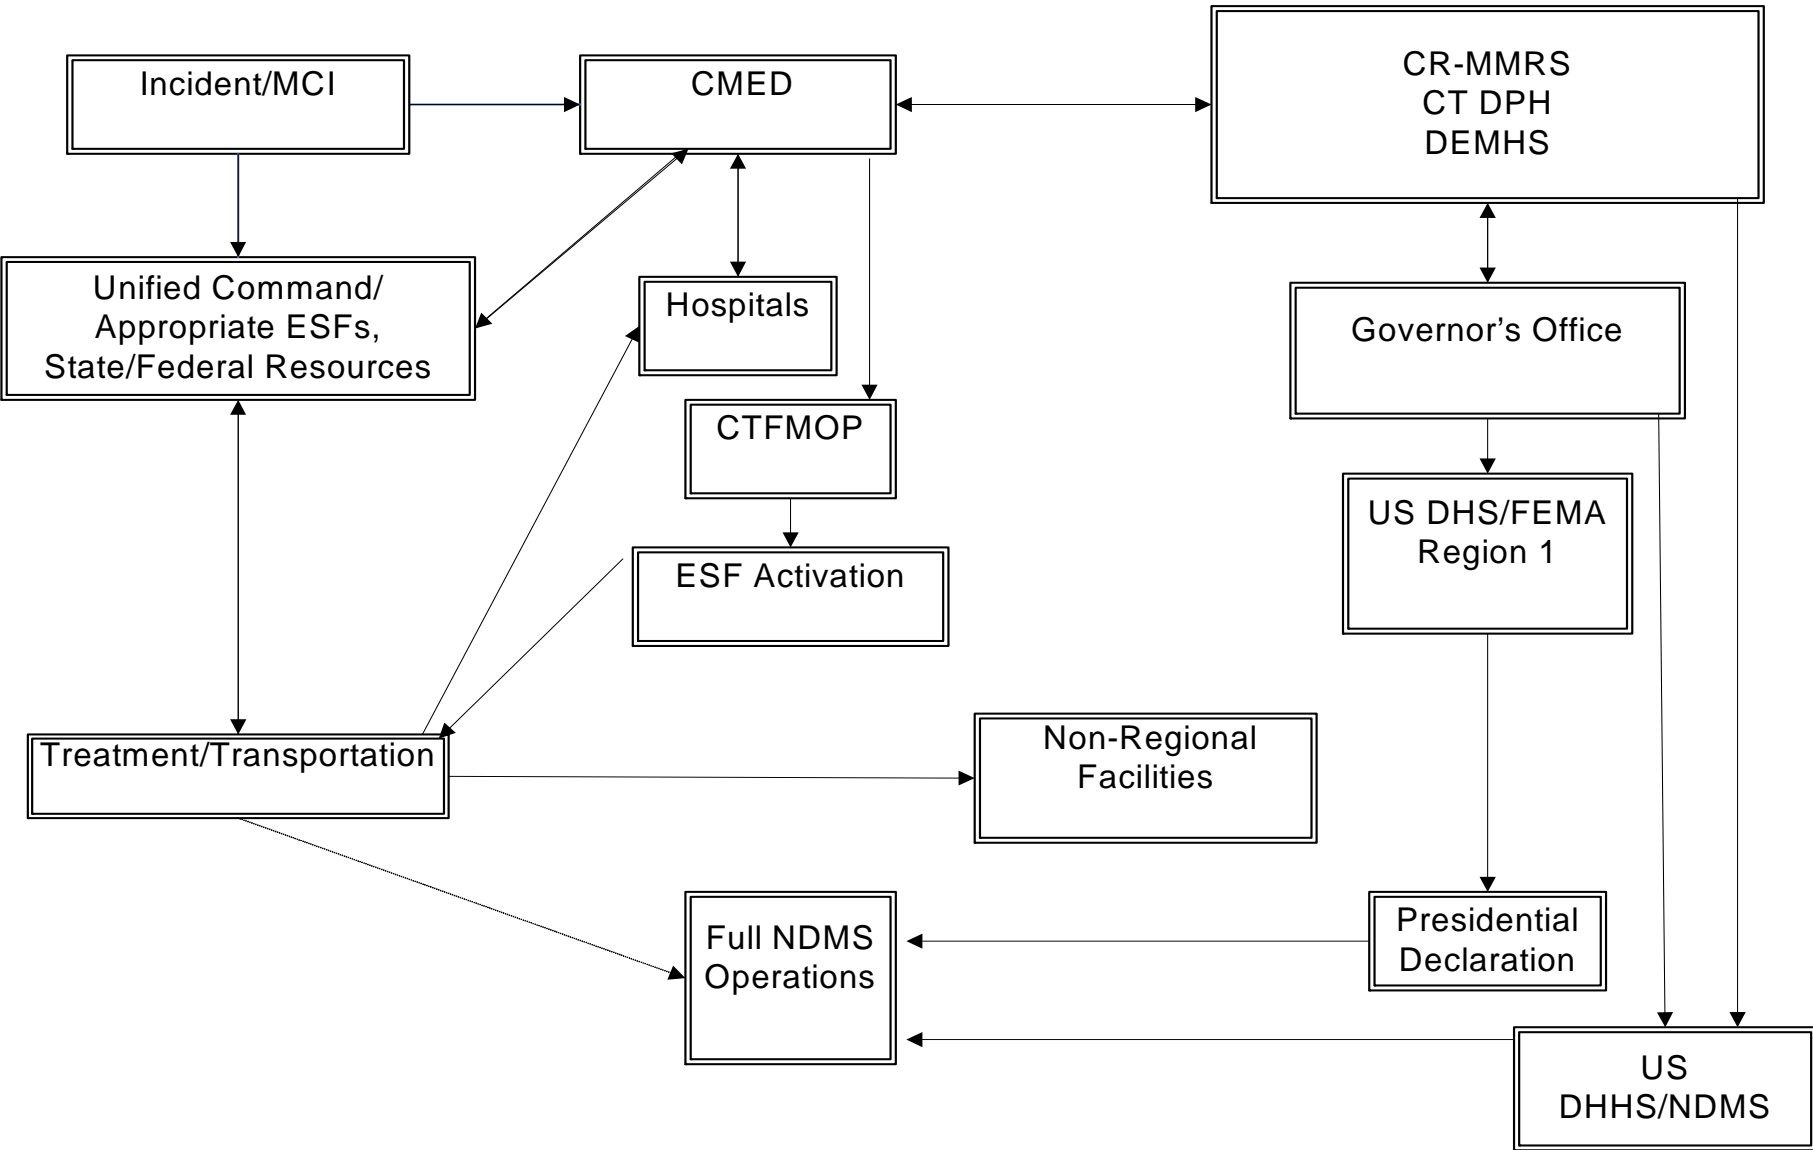 Incident/MCI
CMED
CR-MMRS
CT DPH
DEMHS
Unified Command/
Appropriate ESFs,
State/Federal Resources
Hospitals
Governor’s Office
CTFMOP
US DHS/FEMA
Region 1
ESF Activation
Treatment/Transportation
Non-Regional
Facilities
Full NDMS
Operations
Presidential
Declaration
US
DHHS/NDMS